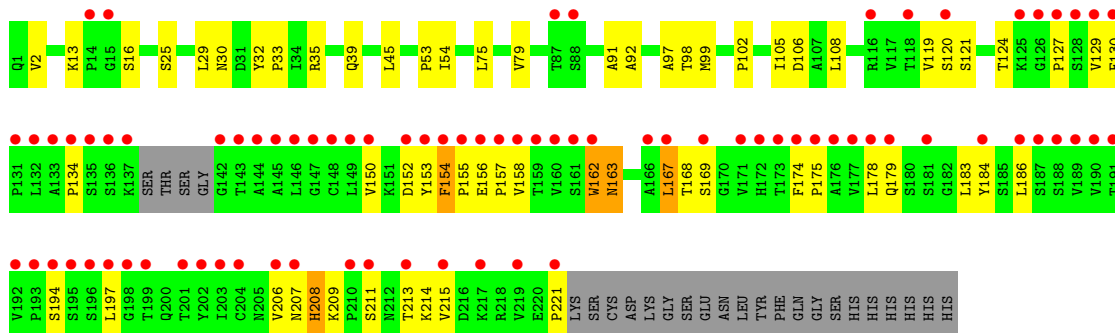 Q1 V2 K13 P14 G15 S16 S25 L29 N30 D31 Y32 P33 I34 R35 Q39 L45 P53 I54 L75 V79 T87 S88 A91 A92 A97 T98 M99 P102 I105 D106 A107 L108 R116 V117 T118 V119 S120 S121 T124 K125 G126 P127 S128 V129 F130
P131 L132 A133 P134 S135 S136 K137 SER THR SER GLY G142 T143 A144 A145 L146 G147 C148 L149 V150 K151 D152 Y153 F154 P155 E156 P157 V158 T159 V160 S161 W162 N163 A166 L167 T168 S169 G170 V171 H172 T173 F174 P175 A176 V177 L178 Q179 S180 S181 G182 L183 Y184 S185 L186 S187 S188 V189 V190 T191
V192 P193 S194 S195 S196 L197 G198 T199 Q200 T201 Y202 I203 C204 N205 V206 N207 H208 K209 P210 S211 N212 T213 K214 V215 D216 K217 R218 V219 E220 P221 LYS SER CYS ASP LYS GLY SER GLU ASN LEU TYR PHE GLN GLY SER HIS HIS HIS HIS HIS HIS